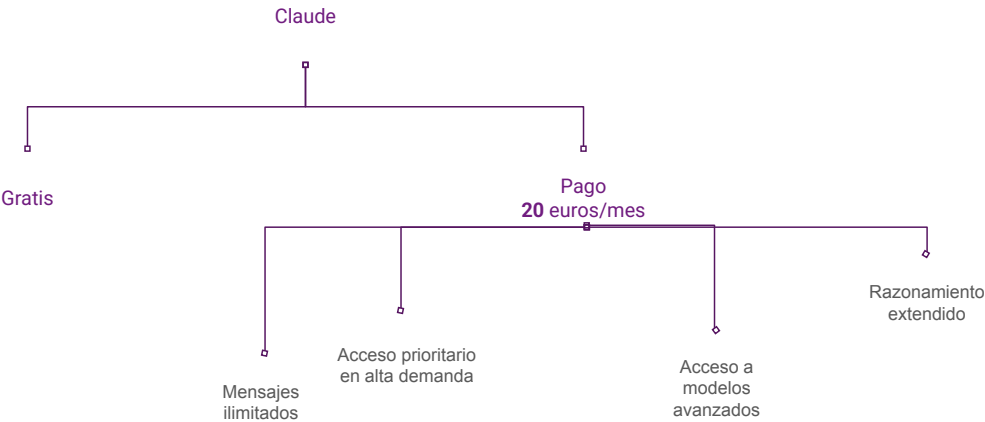 Claude
Gratis
Pago
20 euros/mes
Mensajes
ilimitados
Acceso prioritario
en alta demanda
Acceso a
modelos
avanzados
Razonamiento
extendido